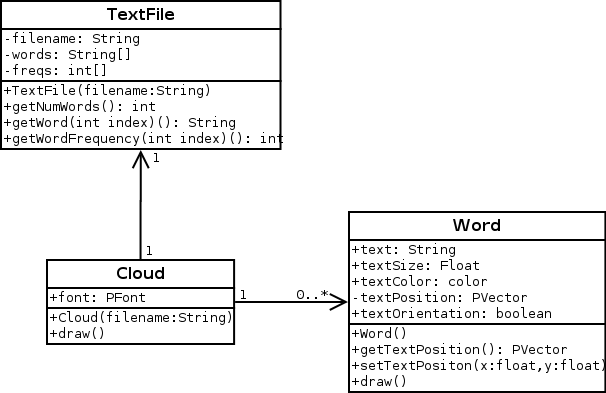 TextFile
-filename: String
-words: String[]
-freqs: int[]
+TextFile(filename:String)
+getNumWords(): int
+getWord(int index)(): String
+getWordFrequency(int index)(): int
1
1
Cloud
+font: PFont
+Cloud(filename:String)
+draw()
1
0..*
Word
+text: String
+textSize: Float
+textColor: color
-textPosition: PVector
+textOrientation: boolean
+Word()
+getTextPosition(): PVector
+setTextPositon(x:float,y:float)
+draw()